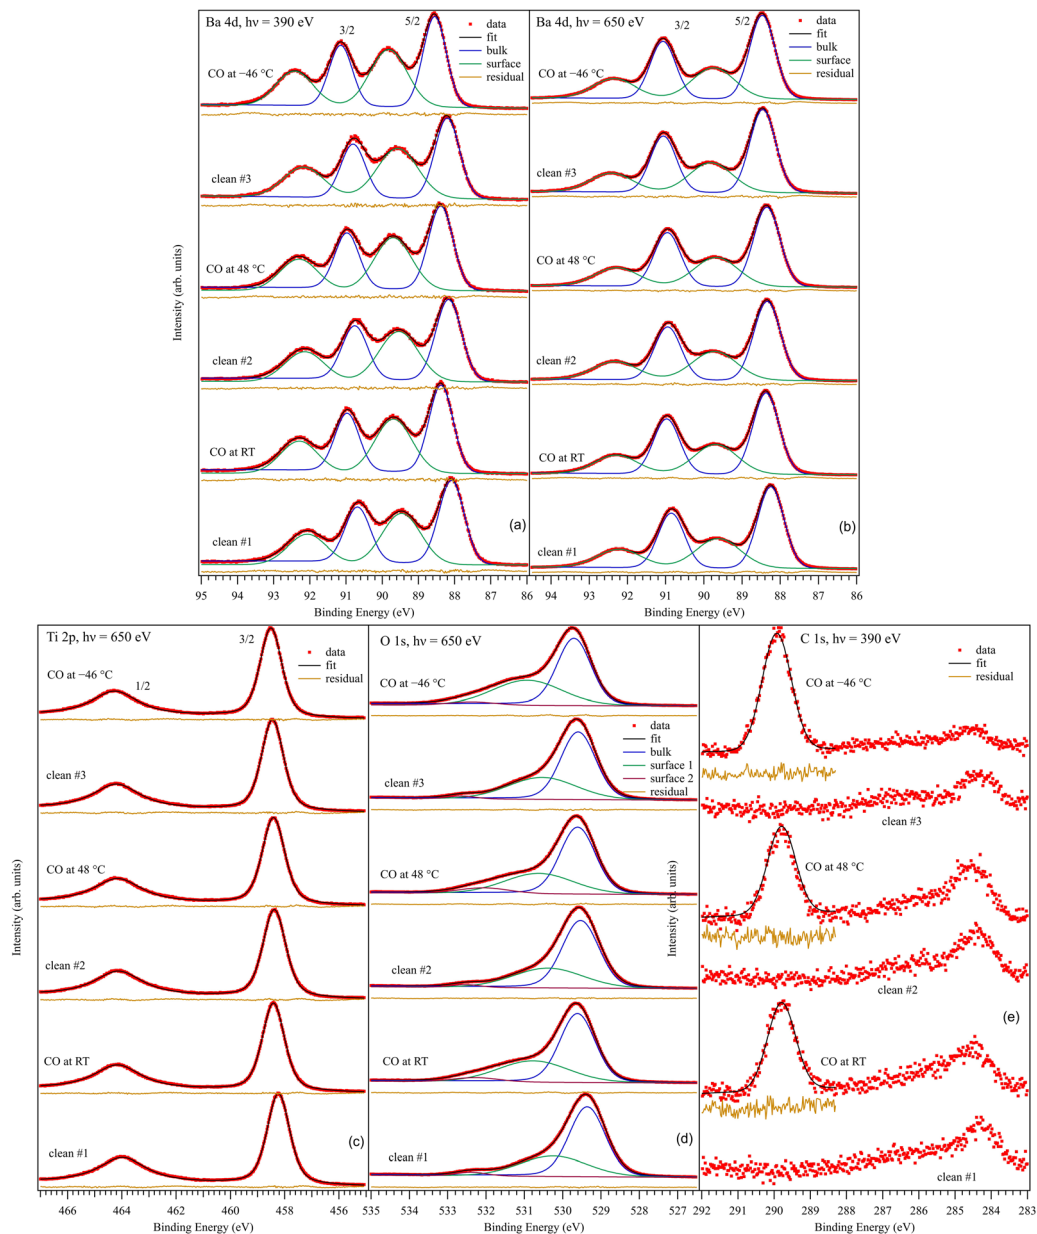 Ba 4d, hν = 390 eV
3/2
5/2
data
fit
bulk
surface
residual
CO at −46 °C
clean #3
CO at 48 °C
clean #2
CO at RT
clean #1
(a)
Intensity (arb. units)
95 94 93 92 91 90 89 88 87 86
Binding Energy (eV)
Ba 4d, hν = 650 eV
3/2
5/2
data
fit
bulk
surface
residual
CO at −46 °C
clean #3
CO at 48 °C
clean #2
CO at RT
clean #1
(b)
94 93 92 91 90 89 88 87 86
Binding Energy (eV)
Ti 2p, hν = 650 eV
3/2
1/2
data
fit
residual
CO at −46 °C
clean #3
CO at 48 °C
clean #2
CO at RT
clean #1
(c)
Intensity (arb. units)
466 464 462 460 458 456
Binding Energy (eV)
O 1s, hν = 650 eV
data
fit
bulk
surface 1
surface 2
residual
CO at −46 °C
clean #3
CO at 48 °C
clean #2
CO at RT
clean #1
(d)
535 534 533 532 531 530 529 528 527
Binding Energy (eV)
C 1s, hν = 390 eV
data
fit
residual
CO at −46 °C
clean #3
CO at 48 °C
clean #2
CO at RT
clean #1
(e)
Intensity (arb. units)
292 291 290 289 288 287 286 285 284 283
Binding Energy (eV)